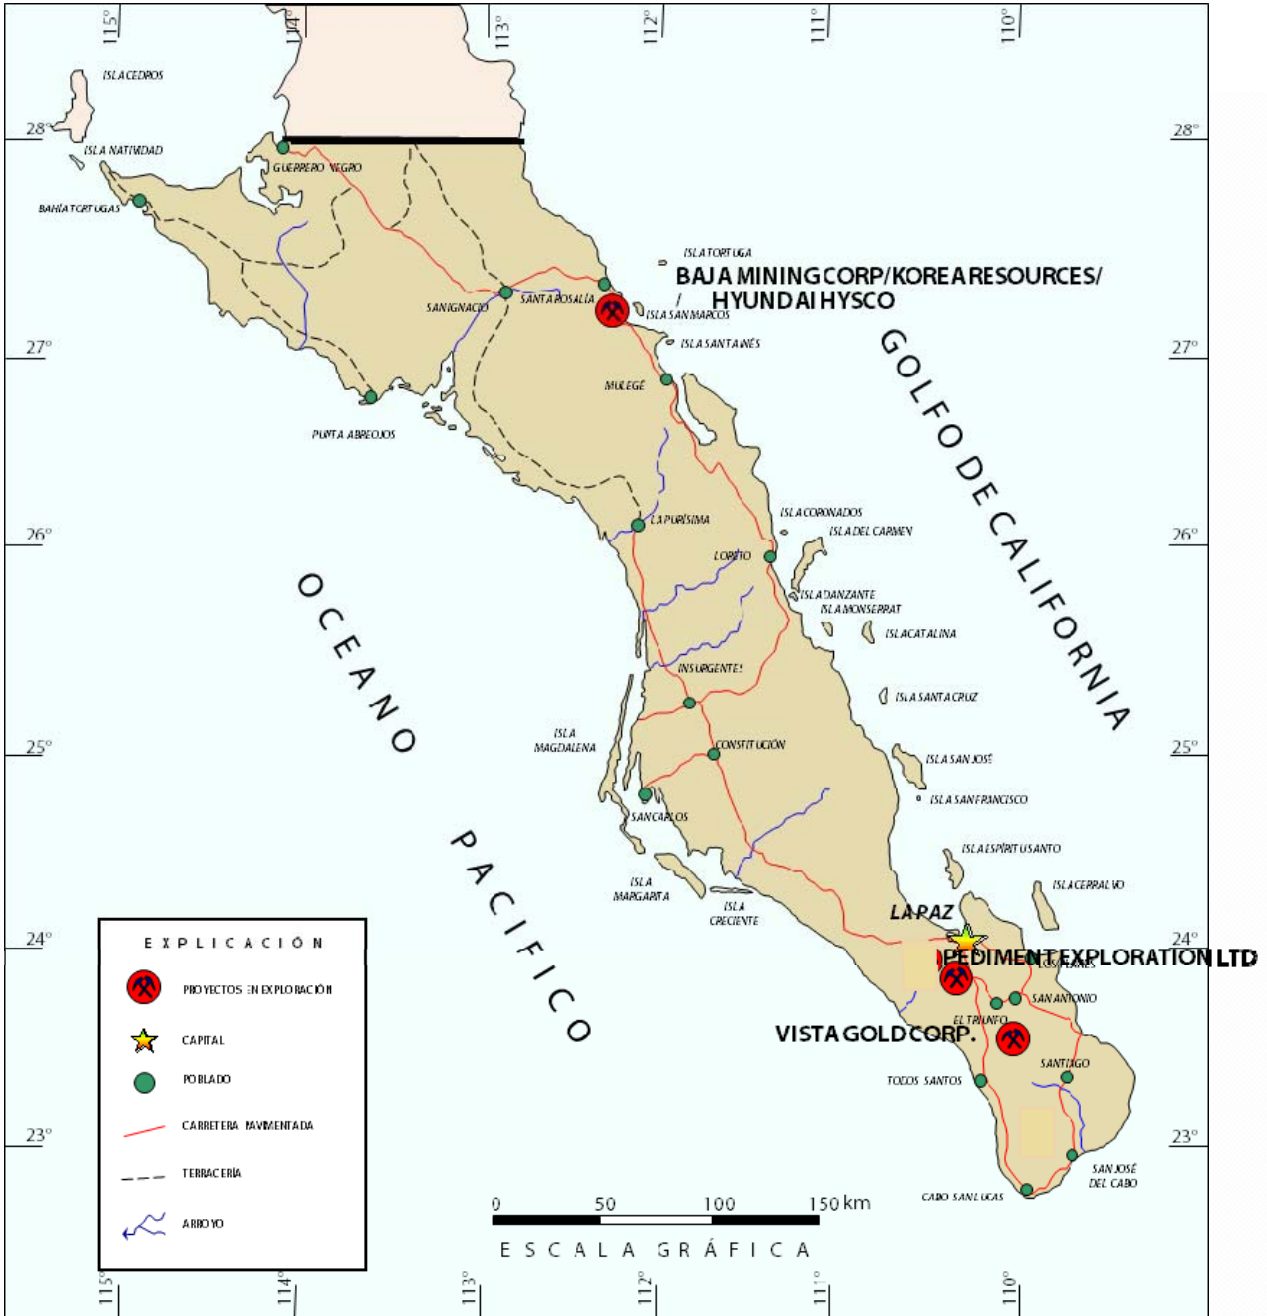 115°
114°
113°
112°
111°
110°
ISLA CEDROS
28°
28°
ISLA NATIVIDAD
GUERRERO NEGRO
BAHÍA TORTUGAS
ISLA TORTUGA
BAJA MINING CORP/KOREA RESOURCES/
/ HYUNDAI HYSCO
SANTA ROSALÍA
SAN IGNACIO
ISLA SAN MARCOS
ISLA SANTA INÉS
27°
27°
MULEGÉ
GOLFO DE CALIFORNIA
PUNTA ABREOJOS
ISLA CORONADOS
LA PURÍSIMA
ISLA DEL CARMEN
26°
26°
LORETO
OCEANO
ISLA DANZANTE
ISLA MONSERRAT
ISLA CATALINA
INSURGENTES
ISLA SANTA CRUZ
ISLA
MAGDALENA
CONSTITUCIÓN
25°
25°
ISLA SAN JOSÉ
ISLA SAN FRANCISCO
SAN CARLOS
PACIFICO
ISLA ESPÍRITU SANTO
ISLA
MARGARITA
ISLA CERRALVO
ISLA
CRECIENTE
LA PAZ
24°
24°
PEDIMENT EXPLORATION LTD
SAN ANTONIO
EL TRIUNFO
VISTA GOLD CORP.
SANTIAGO
TODOS SANTOS
23°
23°
SAN JOSÉ
DEL CABO
CABO SAN LUCAS
EXPLICACIÓN
PROYECTOS EN EXPLORACIÓN
CAPITAL
POBLADO
CARRETERA PAVIMENTADA
TERRACERÍA
ARROYO
0 50 100 150 km
ESCALA GRÁFICA
115°
114°
113°
112°
111°
110°